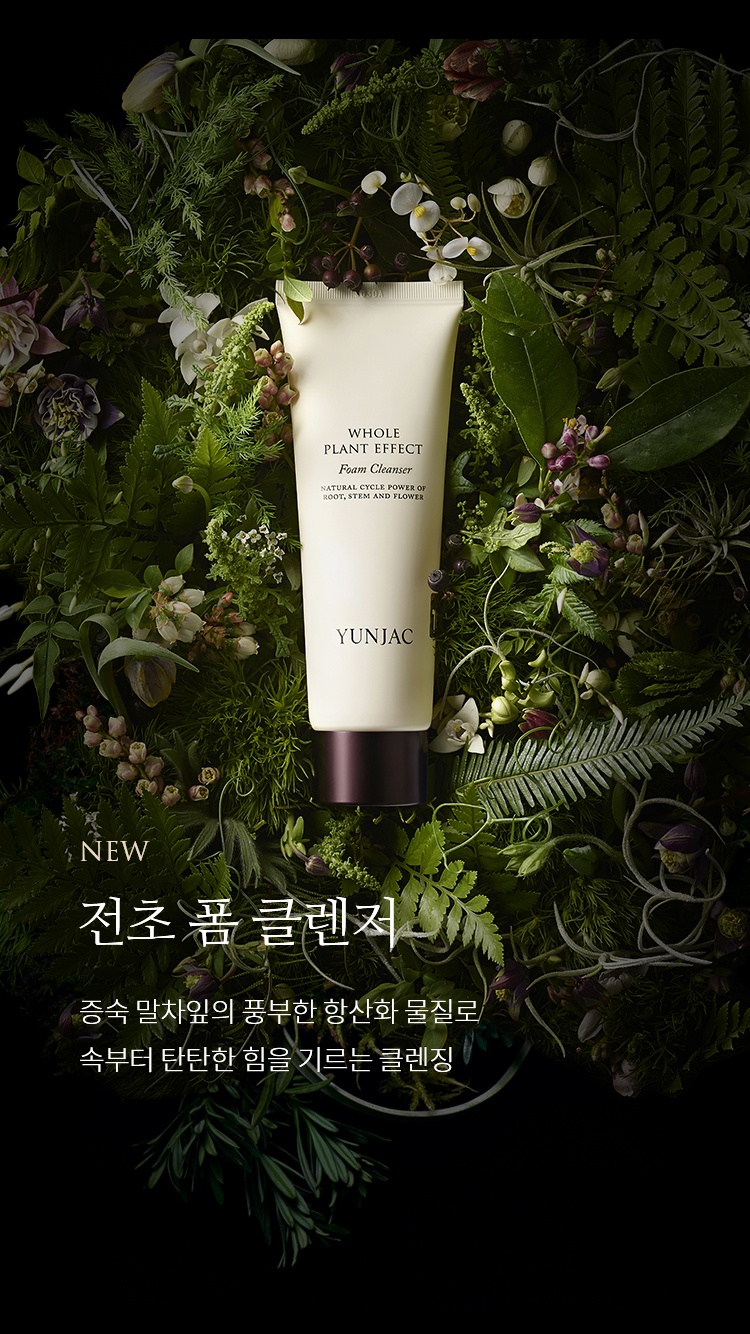 WHOLE
PLANT EFFECT
Foam Cleanser
NATURAL CYCLE POWER OF
ROOT, STEM AND FLOWER
YUNJAC
NEW
전초 폼 클렌저
증숙 말차잎의 풍부한 항산화 물질로
속부터 탄탄한 힘을 기르는 클렌징